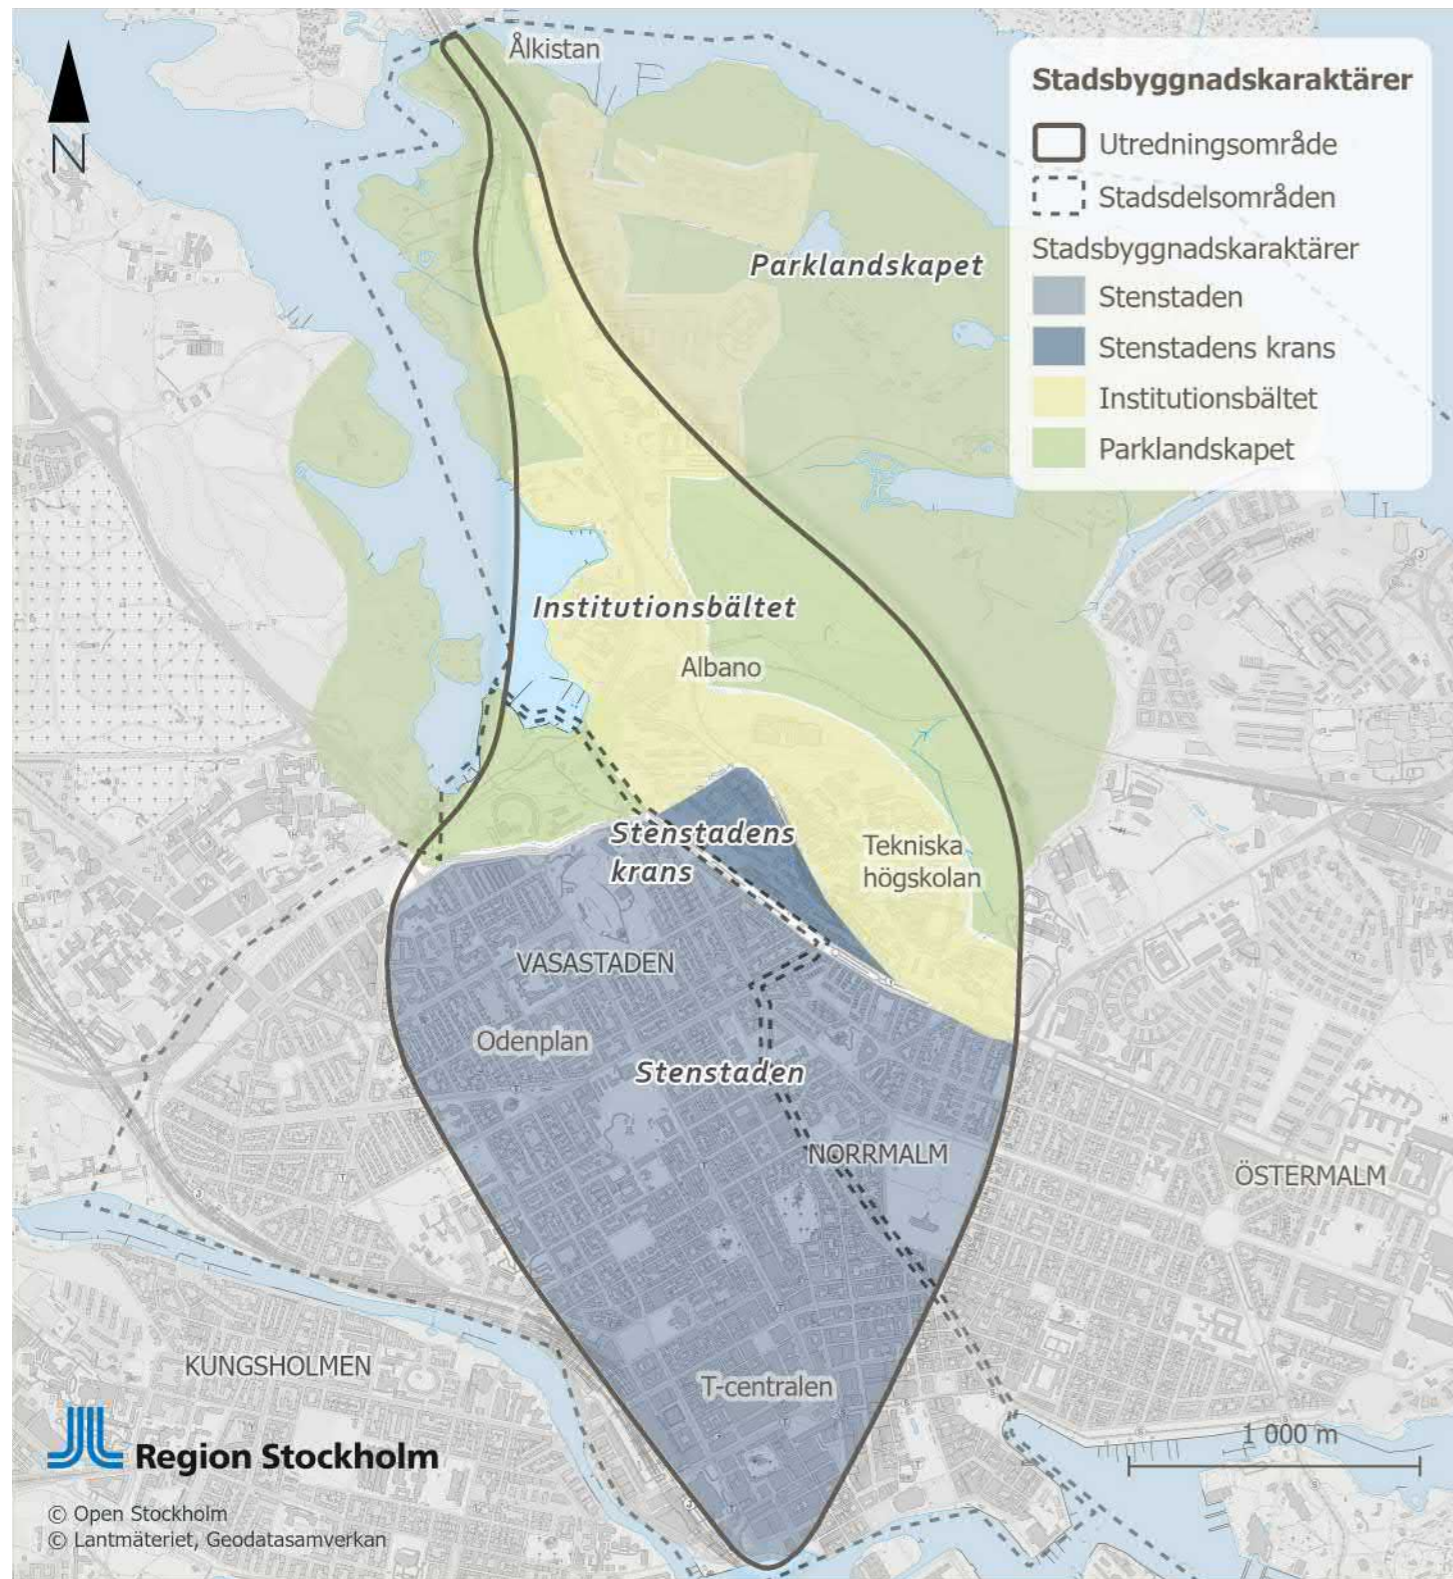 Ålkistan
N
Stadsbyggnadskaraktärer
Utredningsområde
Stadsdelsområden
Stadsbyggnadskaraktärer
Stenstaden
Stenstadens krans
Institutionsbältet
Parklandskapet
Parklandskapet
Institutionsbältet
Albano
Stenstadens
krans
Tekniska
högskolan
VASASTADEN
Odenplan
Stenstaden
NORRMALM
ÖSTERMALM
KUNGSHOLMEN
T-centralen
1 000 m
Region Stockholm
© Open Stockholm
© Lantmäteriet, Geodatasamverkan